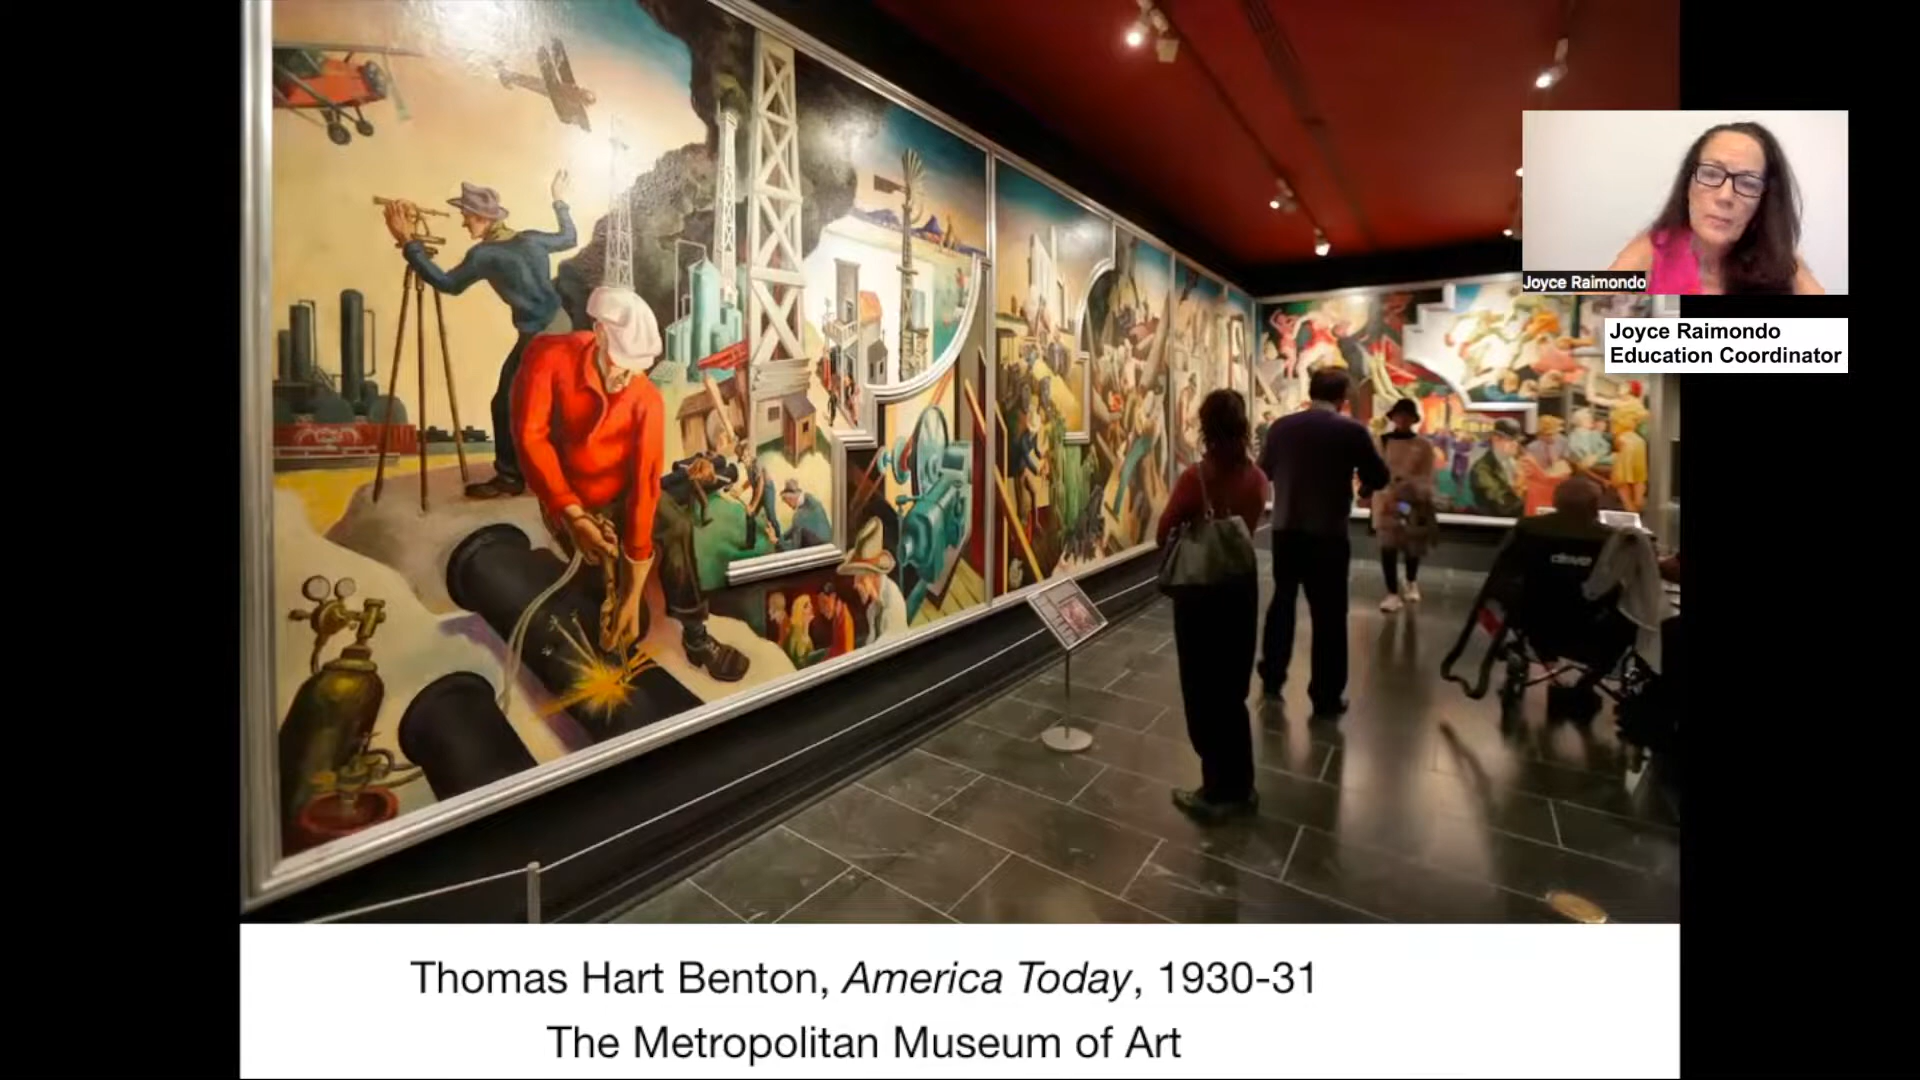 Joyce Raimondo
Joyce Raimondo
Education Coordinator
Thomas Hart Benton, America Today, 1930-31
The Metropolitan Museum of Art